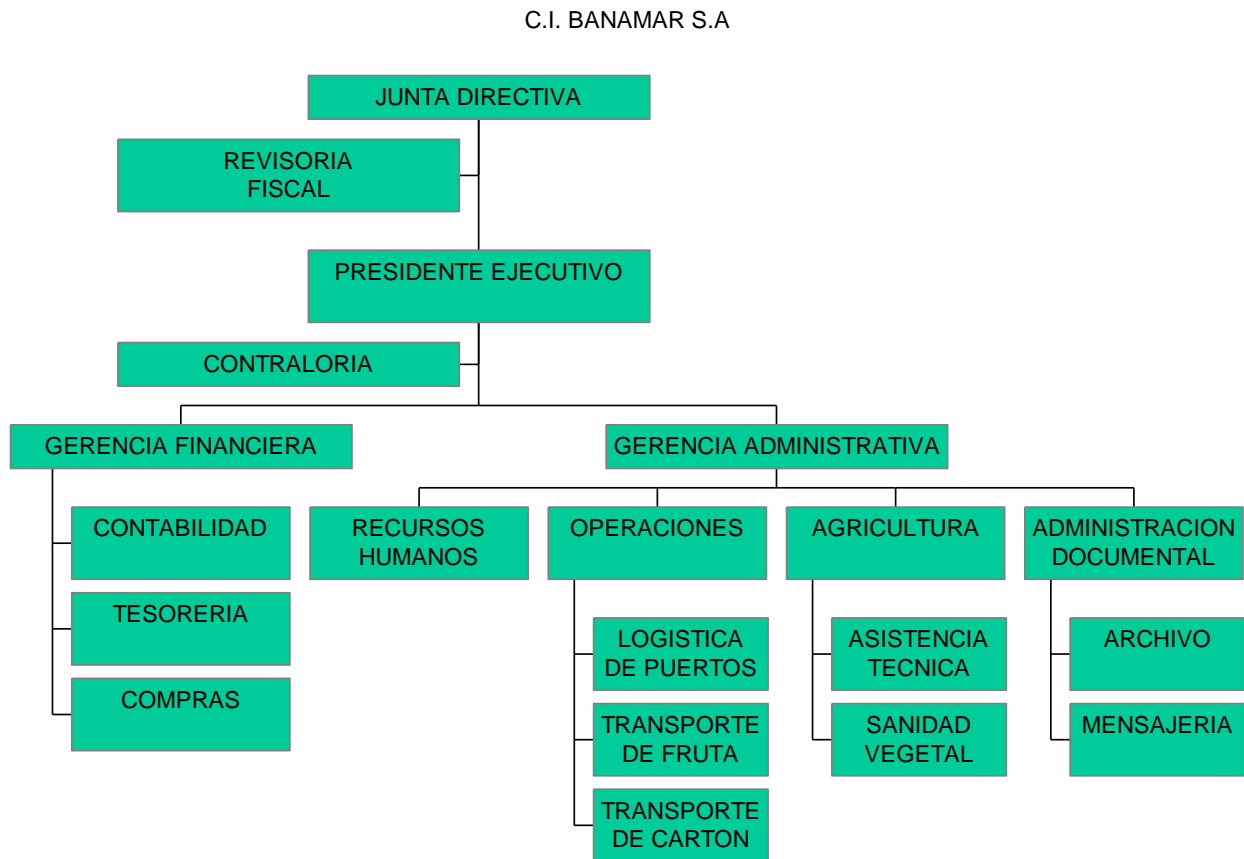 C.I. BANAMAR S.A
JUNTA DIRECTIVA
REVISORIA
FISCAL
PRESIDENTE EJECUTIVO
CONTRALORIA
GERENCIA FINANCIERA
GERENCIA ADMINISTRATIVA
CONTABILIDAD
TESORERIA
COMPRAS
RECURSOS
HUMANOS
OPERACIONES
LOGISTICA
DE PUERTOS
TRANSPORTE
DE FRUTA
TRANSPORTE
DE CARTON
AGRICULTURA
ASISTENCIA
TECNICA
SANIDAD
VEGETAL
ADMINISTRACION
DOCUMENTAL
ARCHIVO
MENSAJERIA